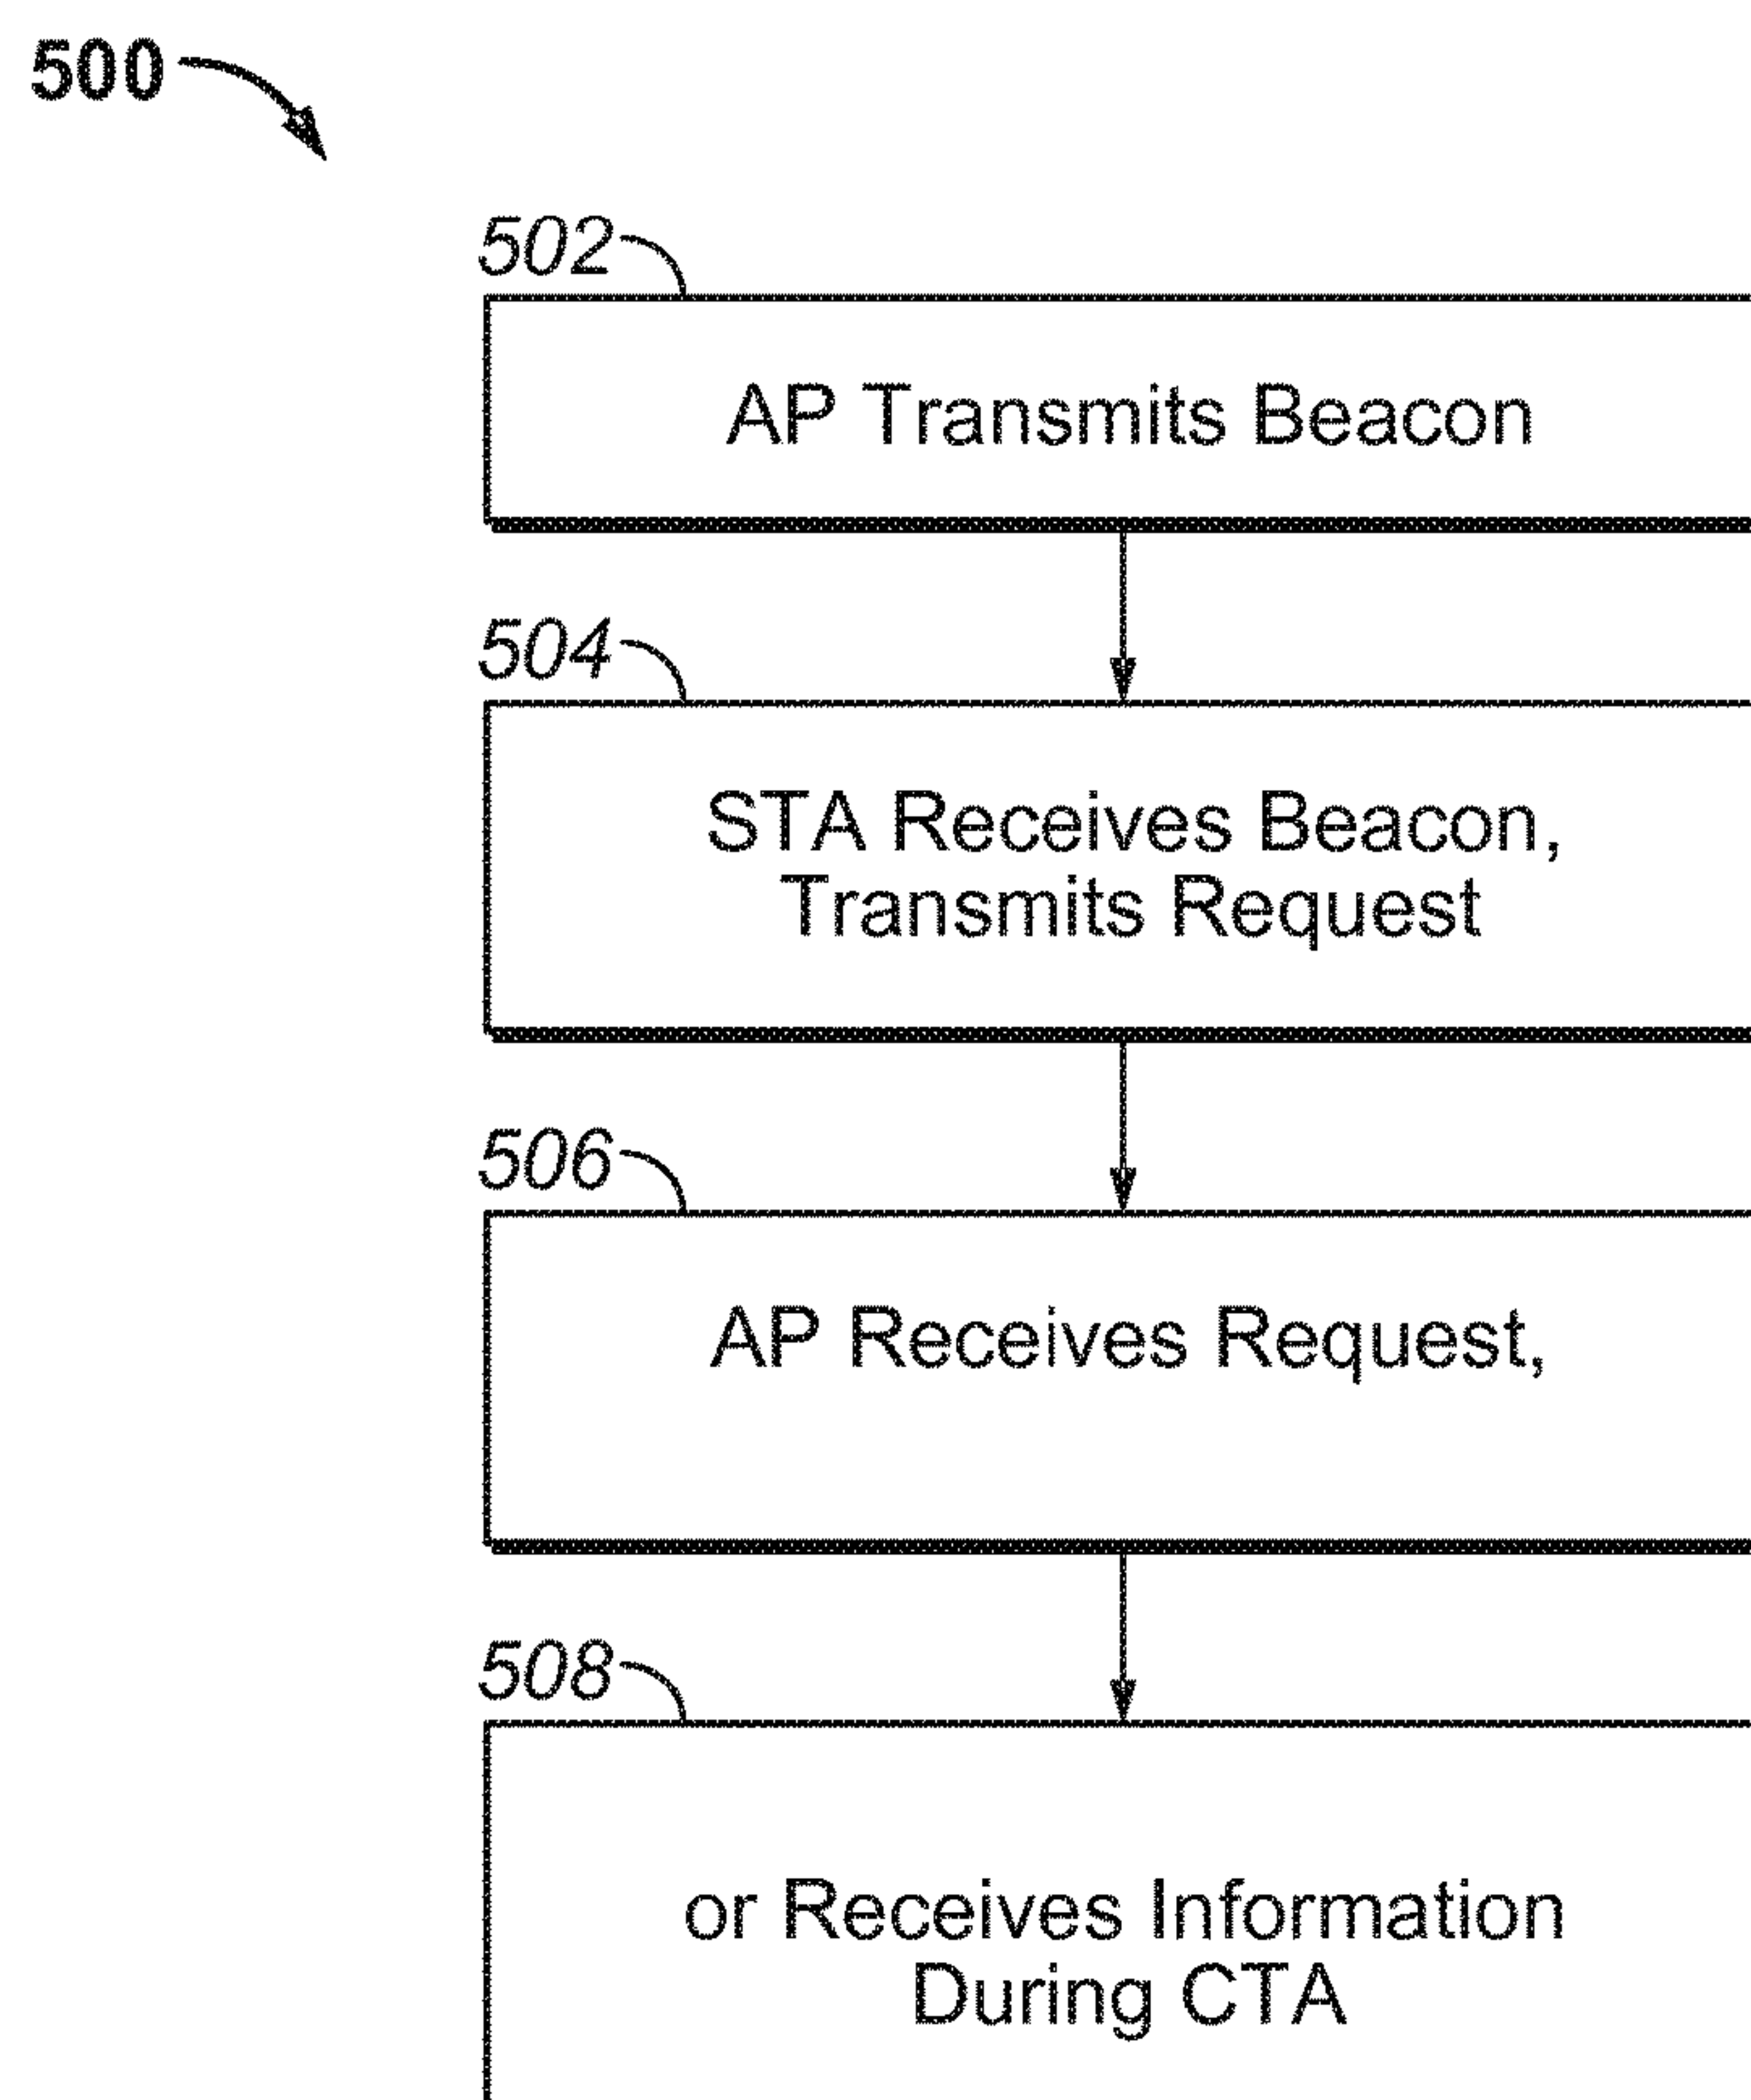 500
502
AP Transmits Beacon
504
STA Receives Beacon,
Transmits Request
506
AP Receives Request,
508
or Receives Information
During CTA